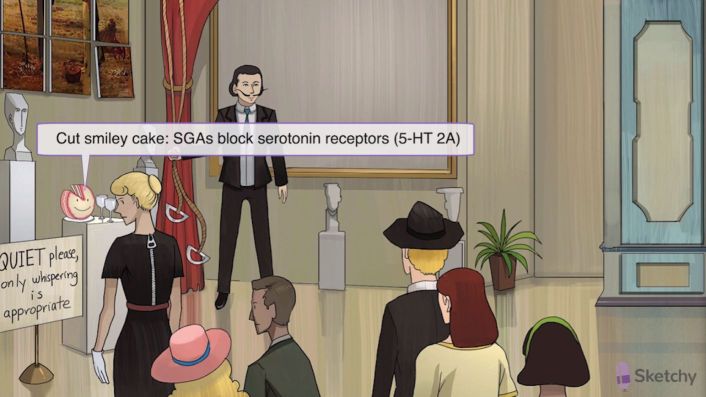 Cut smiley cake: SGAs block serotonin receptors (5-HT 2A)
QUIET please,
only whispering
is
appropriate
Sketchy